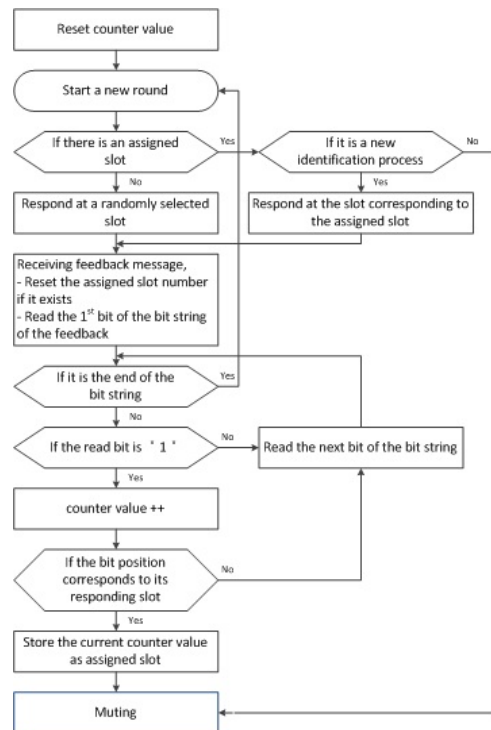 Reset counter value
Start a new round
If there is an assigned
slot
Yes
If it is a new
identification process
No
No
Yes
Respond at a randomly selected
slot
Respond at the slot corresponding to
the assigned slot
Receiving feedback message,
- Reset the assigned slot number
if it exists
- Read the 1st bit of the bit string
of the feedback
If it is the end of the
bit string
Yes
No
If the read bit is ‘ 1 ‘
No
Read the next bit of the bit string
Yes
counter value ++
If the bit position
corresponds to its
responding slot
No
Yes
Store the current counter value
as assigned slot
Muting